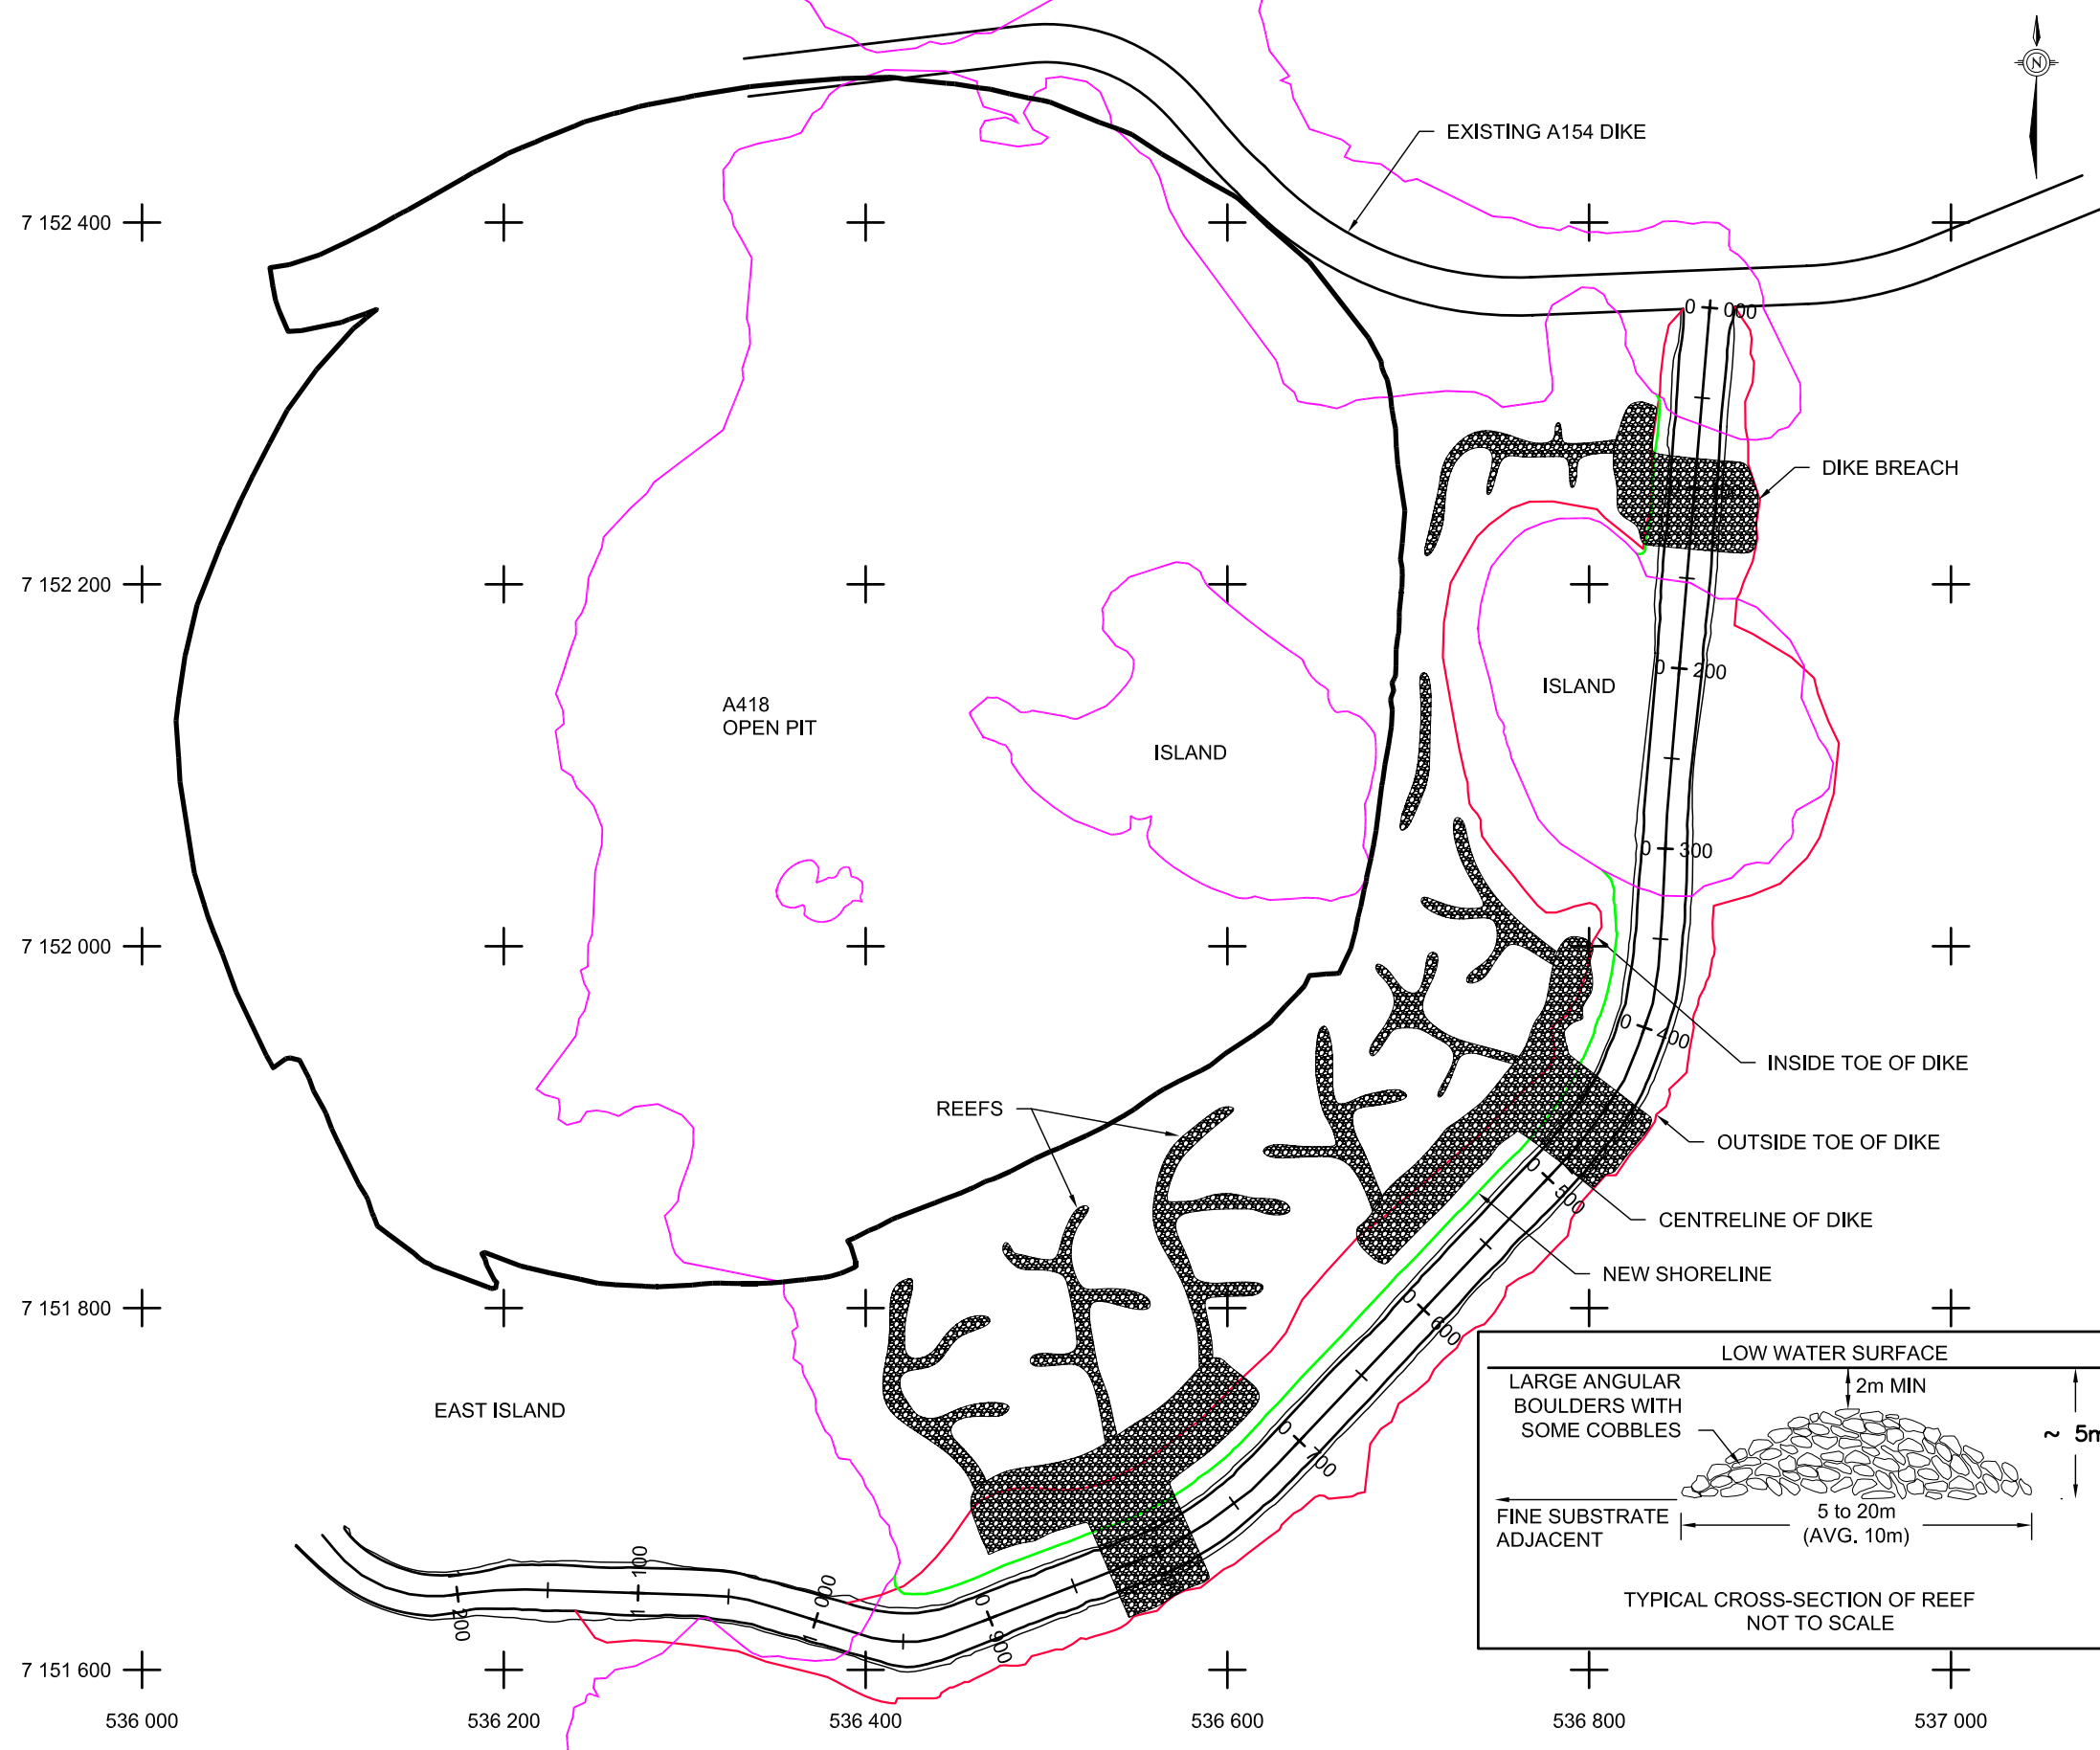 N
EXISTING A154 DIKE
7 152 400
0 000
DIKE BREACH
7 152 200
0 200
ISLAND
A418
OPEN PIT
ISLAND
0 300
7 152 000
0 400
INSIDE TOE OF DIKE
REEFS
OUTSIDE TOE OF DIKE
0 500
CENTRELINE OF DIKE
NEW SHORELINE
7 151 800
0 600
LOW WATER SURFACE
LARGE ANGULAR
BOULDERS WITH
SOME COBBLES
2m MIN
~ 5m
EAST ISLAND
0 700
FINE SUBSTRATE
ADJACENT
5 to 20m
(AVG. 10m)
TYPICAL CROSS-SECTION OF REEF
NOT TO SCALE
1 100
1 000
0 900
200
7 151 600
536 000
536 200
536 400
536 600
536 800
537 000